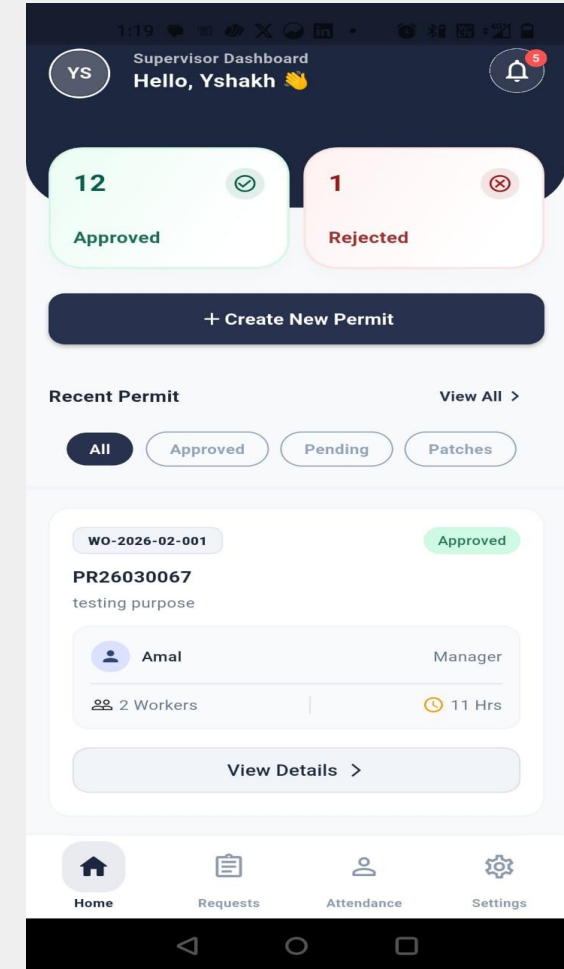 1:19
YS
Supervisor Dashboard
Hello, Yshakh 👋
5
12
Approved
1
Rejected
+ Create New Permit
Recent Permit
View All >
All
Approved
Pending
Patches
WO-2026-02-001
Approved
PR26030067
testing purpose
Amal
Manager
2 Workers
11 Hrs
View Details >
Home
Requests
Attendance
Settings